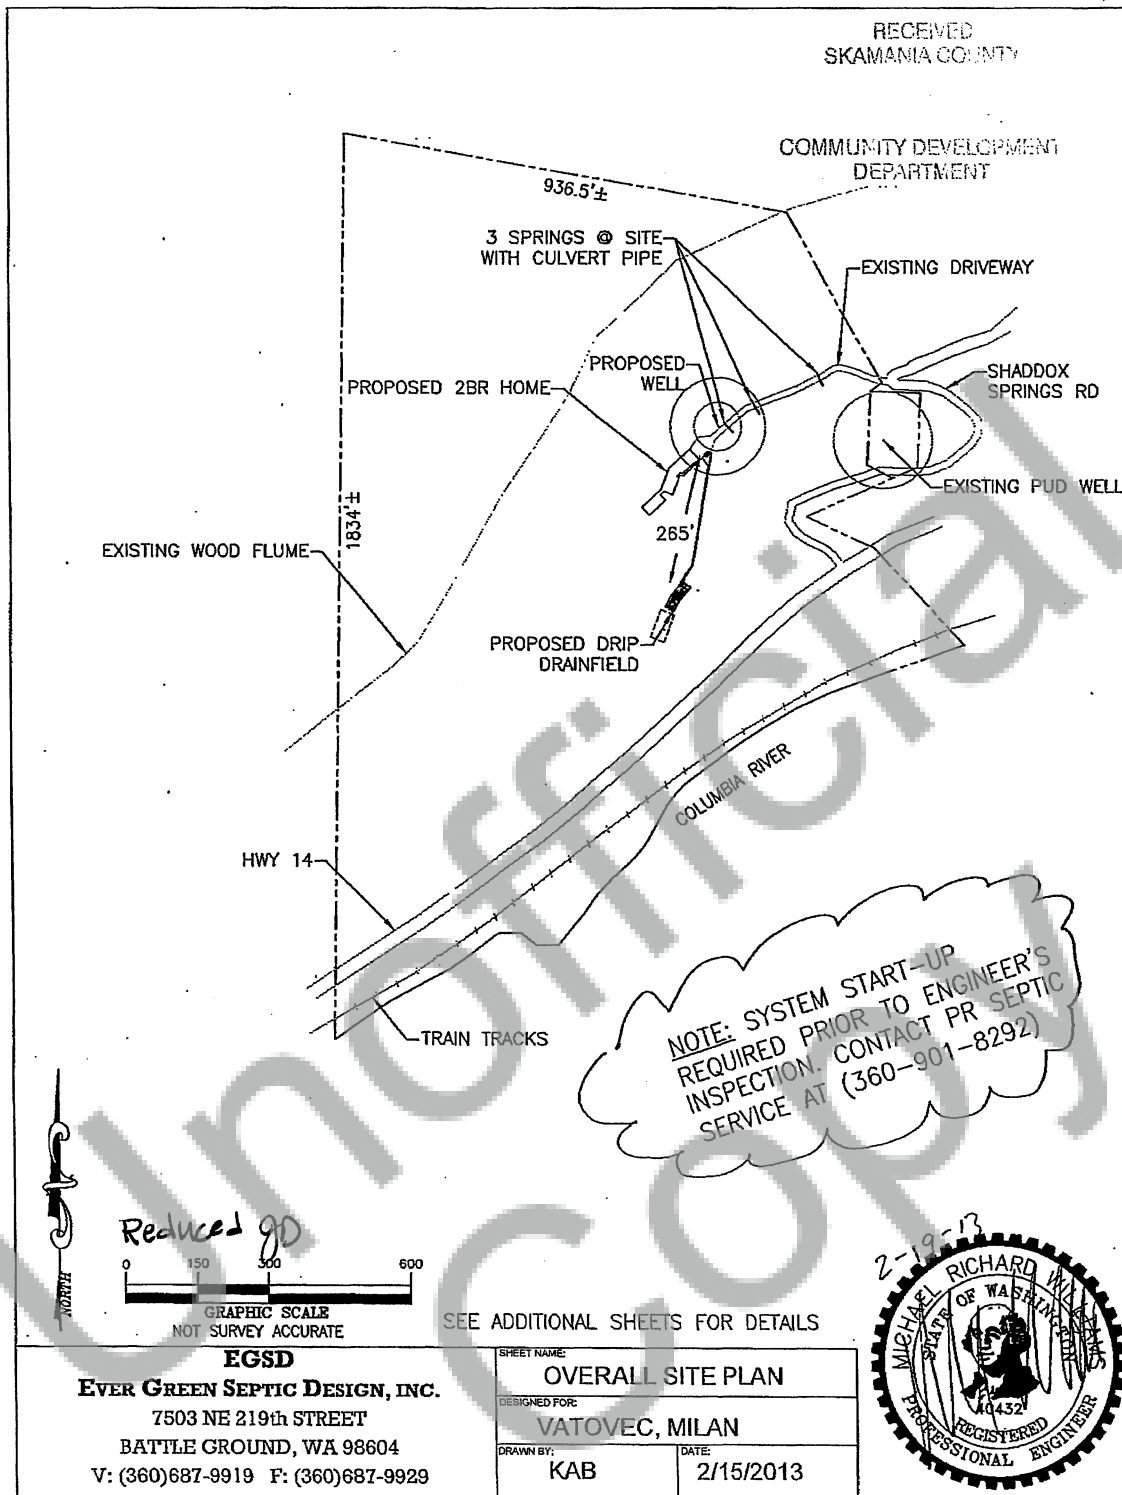 RECEIVED
SKAMANIA COUNTY
COMMUNITY DEVELOPMENT
DEPARTMENT
936.5'±
3 SPRINGS @ SITE
WITH CULVERT PIPE
EXISTING DRIVEWAY
PROPOSED
WELL
PROPOSED 2BR HOME
SHADDOX
SPRINGS RD
EXISTING PUD WELL
1834'±
265'
EXISTING WOOD FLUME
PROPOSED DRIP
DRAINFIELD
COLUMBIA RIVER
HWY 14
TRAIN TRACKS
NOTE: SYSTEM START-UP
REQUIRED PRIOR TO ENGINEER'S
INSPECTION. CONTACT PR SEPTIC
SERVICE AT (360-901-8292)
Unofficial
Copy
NORTH
Reduced
0 150 300 600
GRAPHIC SCALE
NOT SURVEY ACCURATE
SEE ADDITIONAL SHEETS FOR DETAILS
2-19-13
MICHAEL RICHARD WILLIAMS
STATE OF WASHINGTON
40432
REGISTERED
PROFESSIONAL ENGINEER
EGSD
EVER GREEN SEPTIC DESIGN, INC.
7503 NE 219th STREET
BATTLE GROUND, WA 98604
V: (360)687-9919 F: (360)687-9929
SHEET NAME:
OVERALL SITE PLAN
DESIGNED FOR:
VATOVEC, MILAN
DRAWN BY:
KAB
DATE:
2/15/2013